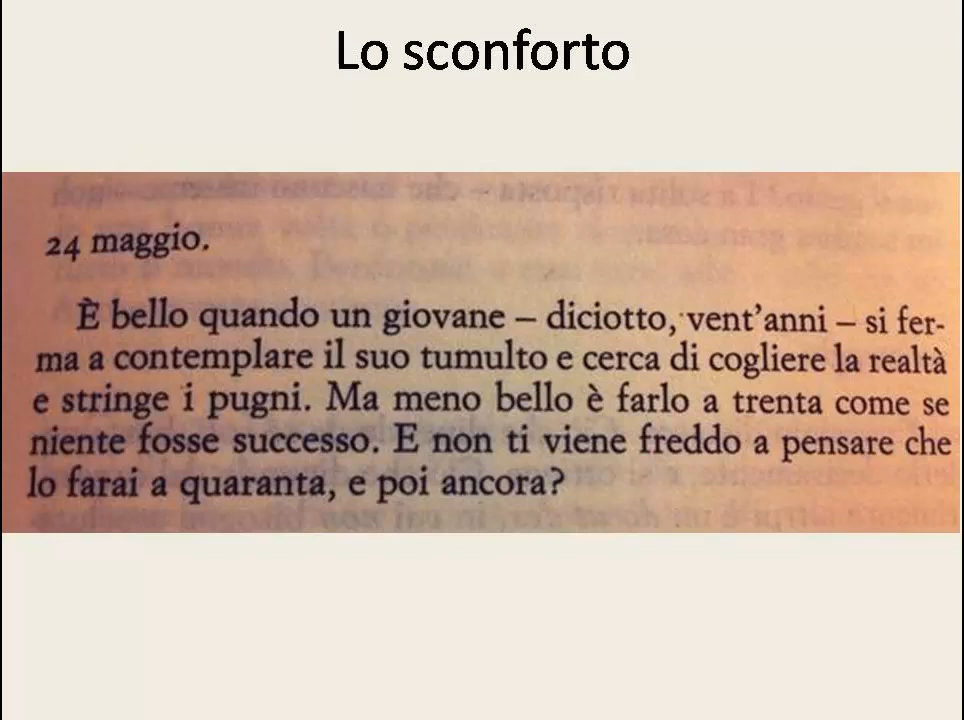 Lo sconforto
24 maggio.
È bello quando un giovane – diciotto, vent'anni – si fer-
ma a contemplare il suo tumulto e cerca di cogliere la realtà
e stringe i pugni. Ma meno bello è farlo a trenta come se
niente fosse successo. E non ti viene freddo a pensare che
lo farai a quaranta, e poi ancora?